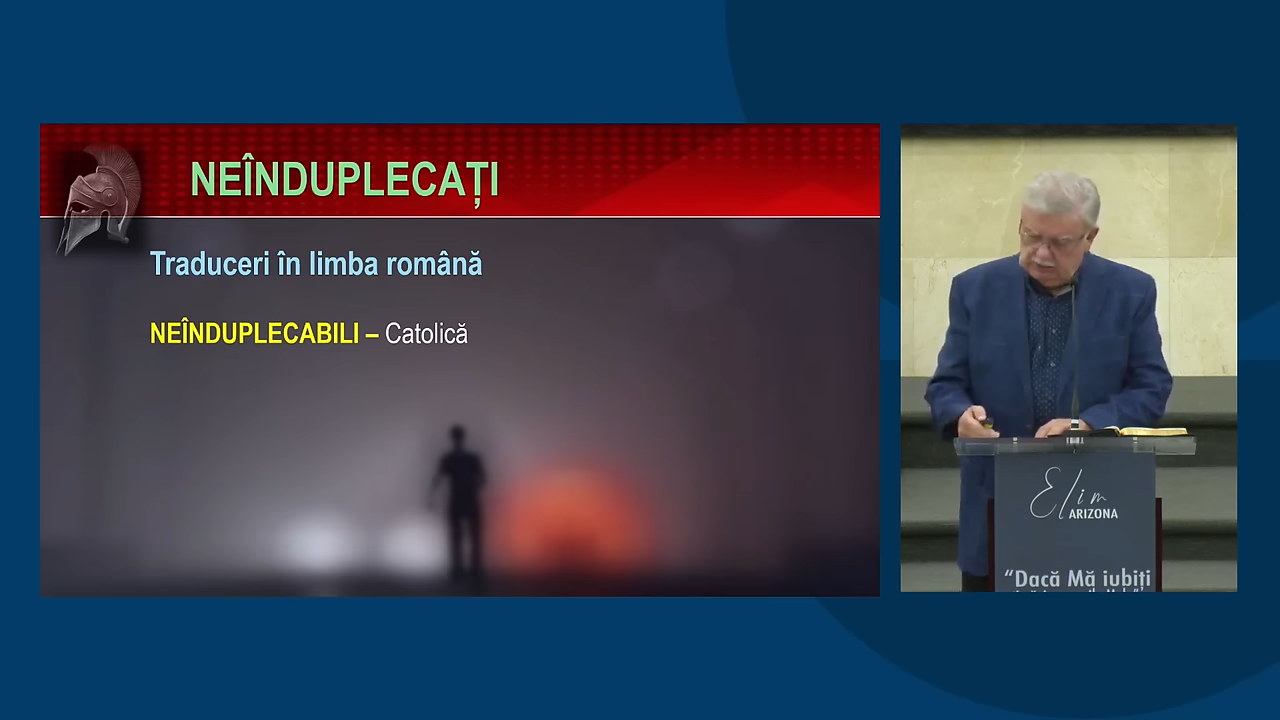 NEÎNDUPLECAȚI
Traduceri în limba română
NEÎNDUPLECABILI – Catolică
Elim
ARIZONA
“Dacă Mă iubiți